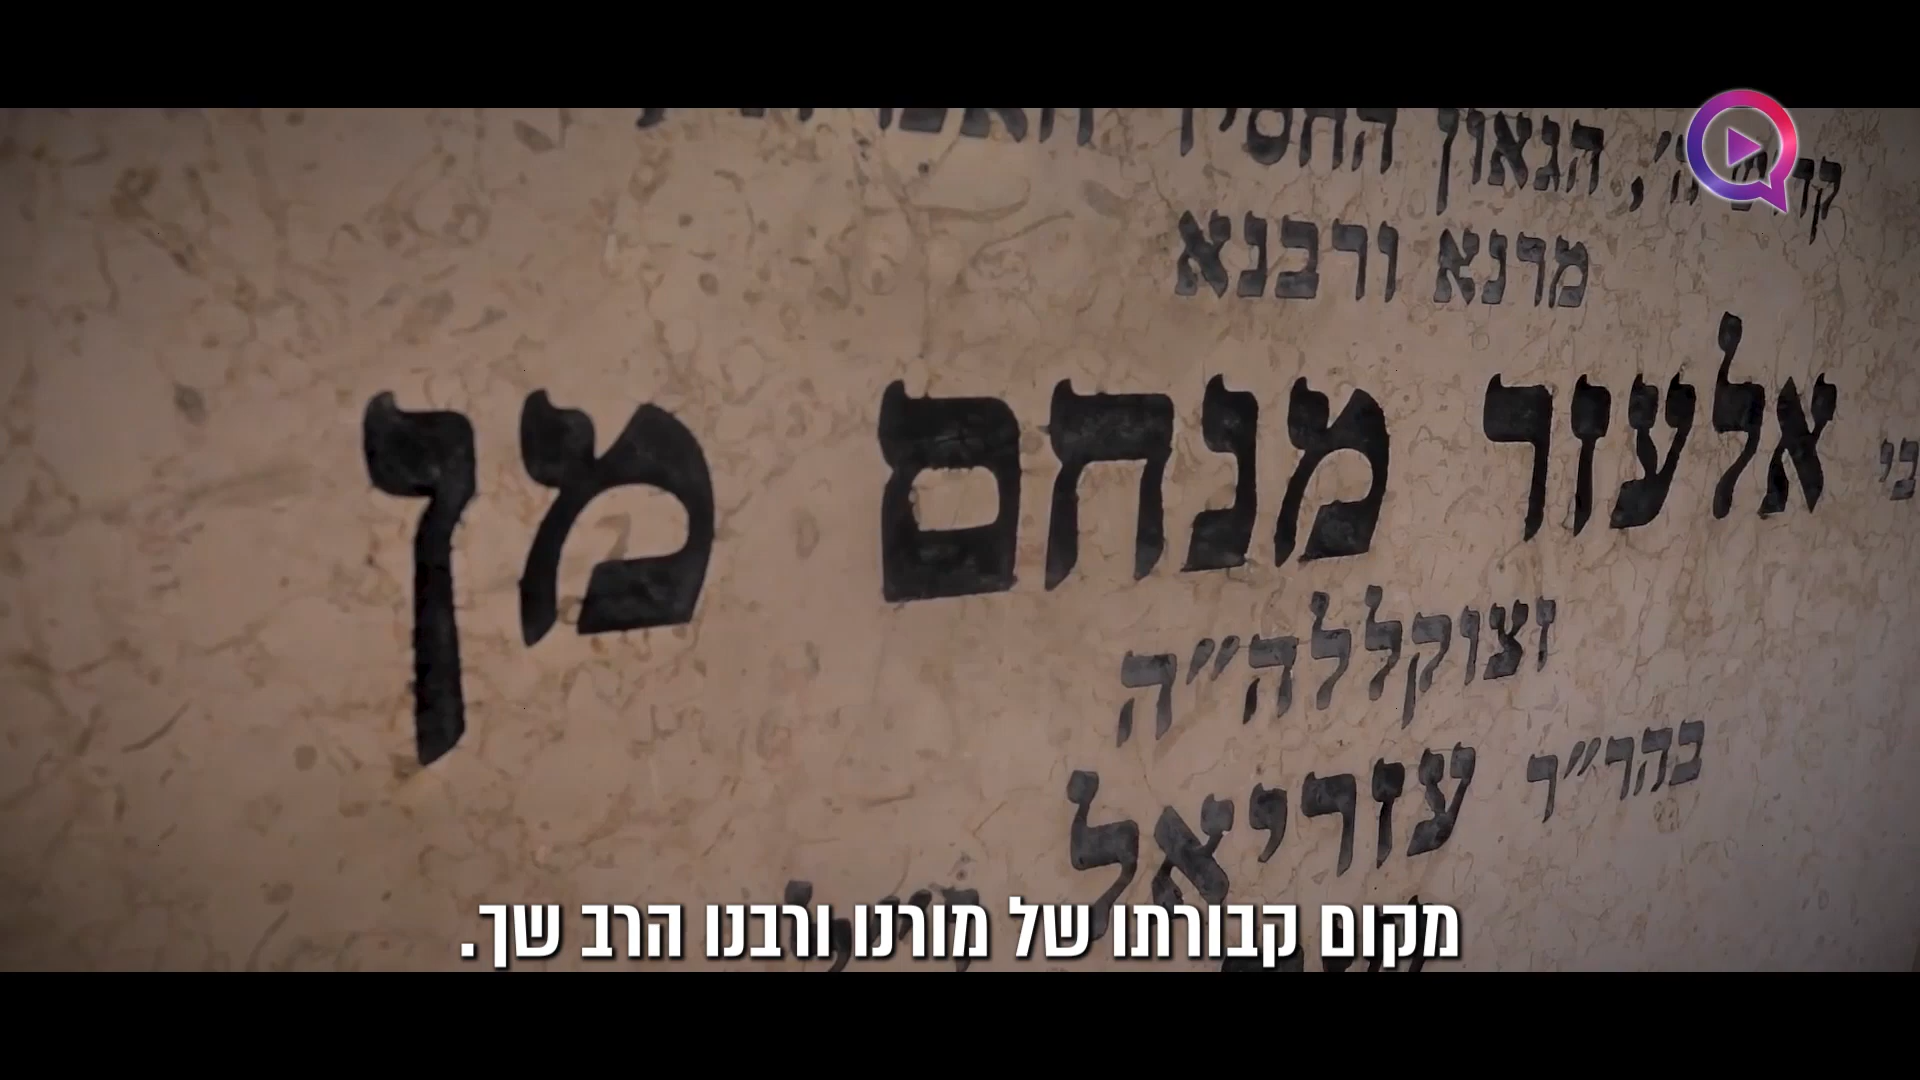 הגאון החסיד
מרנא ורבנא
אלעזר מנחם מן
זצוקללה״ה
בהר״ר עזריאל
מקום קבורתו של מורנו ורבנו הרב שך.